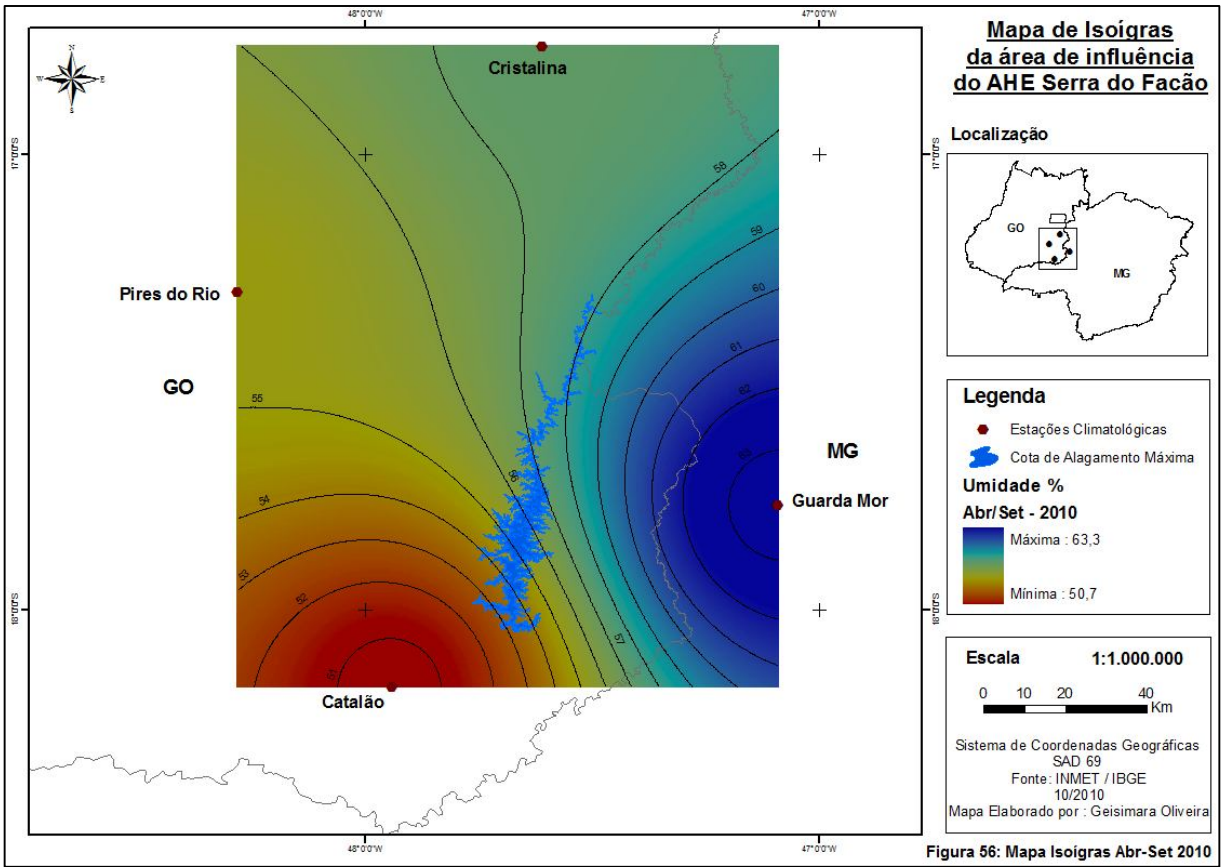 48°0'0"W
47°0'0"W
N
W
E
S
17°0'0"S
17°0'0"S
18°0'0"S
18°0'0"S
Cristalina
Pires do Rio
GO
MG
Guarda Mor
Catalão
58
59
60
61
62
63
55
54
53
52
51
56
57
48°0'0"W
47°0'0"W
Mapa de Isoígras
da área de influência
do AHE Serra do Facão
Localização
GO
MG
Legenda
Estações Climatológicas
Cota de Alagamento Máxima
Umidade %
Abr/Set - 2010
Máxima : 63,3
Mínima : 50,7
Escala 1:1.000.000
0 10 20 40
Km
Sistema de Coordenadas Geográficas
SAD 69
Fonte: INMET / IBGE
10/2010
Mapa Elaborado por : Geisimara Oliveira
Figura 56: Mapa Isoigras Abr-Set 2010